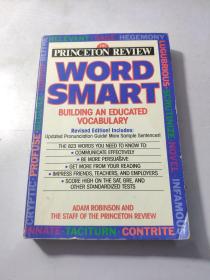 RELEVANT
HEGEMONY
THE
PRINCETON REVIEW
WORD
SMART
BUILDING AN EDUCATED
VOCABULARY
Revised Edition! Includes:
Updated Pronunciation Guide! More Sample Sentences!
THE 823 WORDS YOU NEED TO KNOW TO:
• COMMUNICATE EFFECTIVELY
• BE MORE PERSUASIVE
• GET MORE FROM YOUR READING
• IMPRESS FRIENDS, TEACHERS, AND EMPLOYERS
• SCORE HIGH ON THE SAT, GRE, AND
OTHER STANDARDIZED TESTS
ADAM ROBINSON AND
THE STAFF OF THE PRINCETON REVIEW
LUGUBRIOUS
NOVEL
INFAMOUS
CRYPTIC
PROFUSE
INNATE
TACITURN
CONTRITE